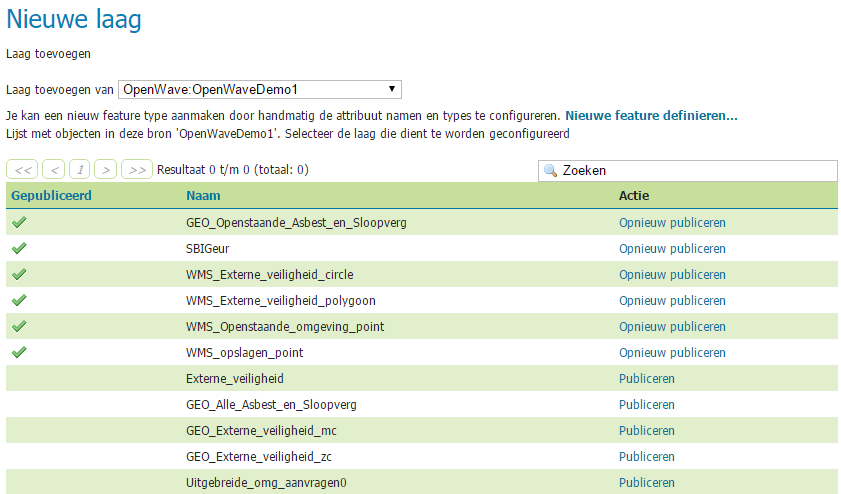 Nieuwe laag
Laag toevoegen
Laag toevoegen van OpenWave:OpenWaveDemo1
Je kan een nieuw feature type aanmaken door handmatig de attribuut namen en types te configureren. Nieuwe feature definieren...
Lijst met objecten in deze bron 'OpenWaveDemo1'. Selecteer de laag die dient te worden geconfigureerd
<< < 1 > >> Resultaat 0 t/m 0 (totaal: 0) Zoeken
Gepubliceerd Naam Actie
GEO_Openstaande_Asbest_en_Sloopverg Opnieuw publiceren
SBIGeur Opnieuw publiceren
WMS_Externe_veiligheid_circle Opnieuw publiceren
WMS_Externe_veiligheid_polygoon Opnieuw publiceren
WMS_Openstaande_omgeving_point Opnieuw publiceren
WMS_opslagen_point Opnieuw publiceren
Externe_veiligheid Publiceren
GEO_Alle_Asbest_en_Sloopverg Publiceren
GEO_Externe_veiligheid_mc Publiceren
GEO_Externe_veiligheid_zc Publiceren
Uitgebreide_omg_aanvragen0 Publiceren